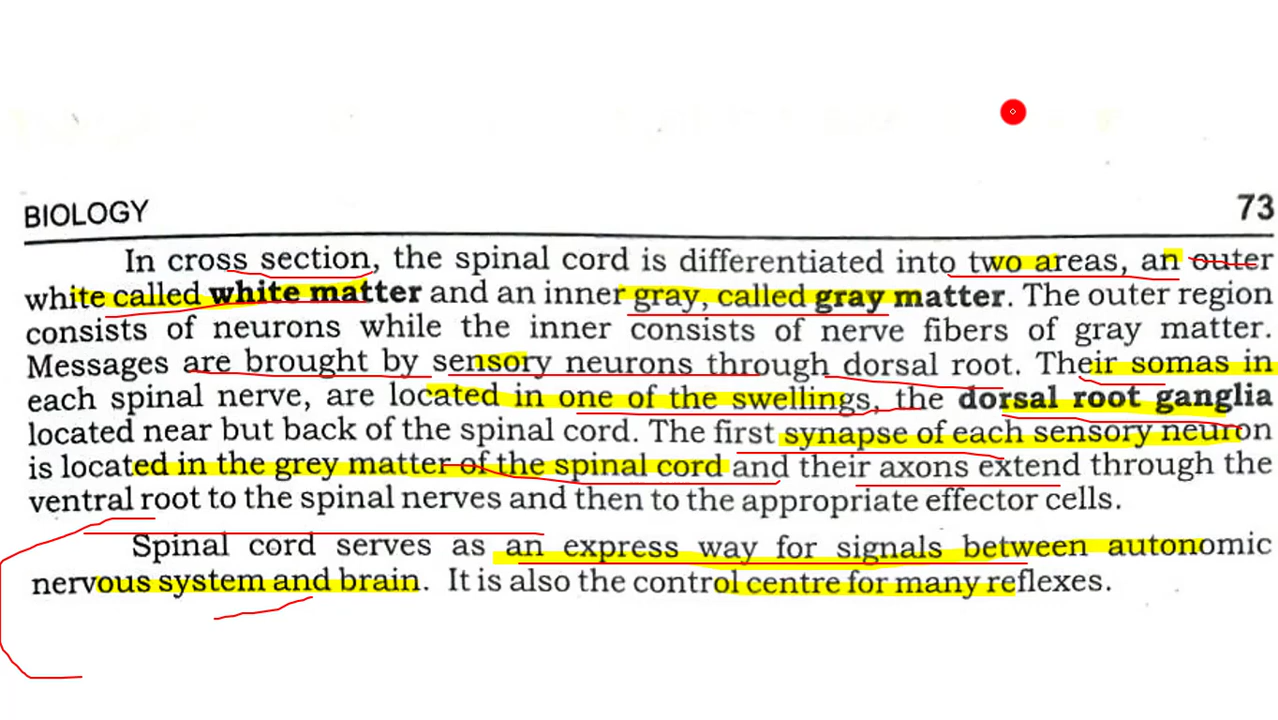 BIOLOGY 73
In cross section, the spinal cord is differentiated into two areas, an outer
white called white matter and an inner gray, called gray matter. The outer region
consists of neurons while the inner consists of nerve fibers of gray matter.
Messages are brought by sensory neurons through dorsal root. Their somas in
each spinal nerve, are located in one of the swellings, the dorsal root ganglia
located near but back of the spinal cord. The first synapse of each sensory neuron
is located in the grey matter of the spinal cord and their axons extend through the
ventral root to the spinal nerves and then to the appropriate effector cells.
Spinal cord serves as an express way for signals between autonomic
nervous system and brain. It is also the control centre for many reflexes.